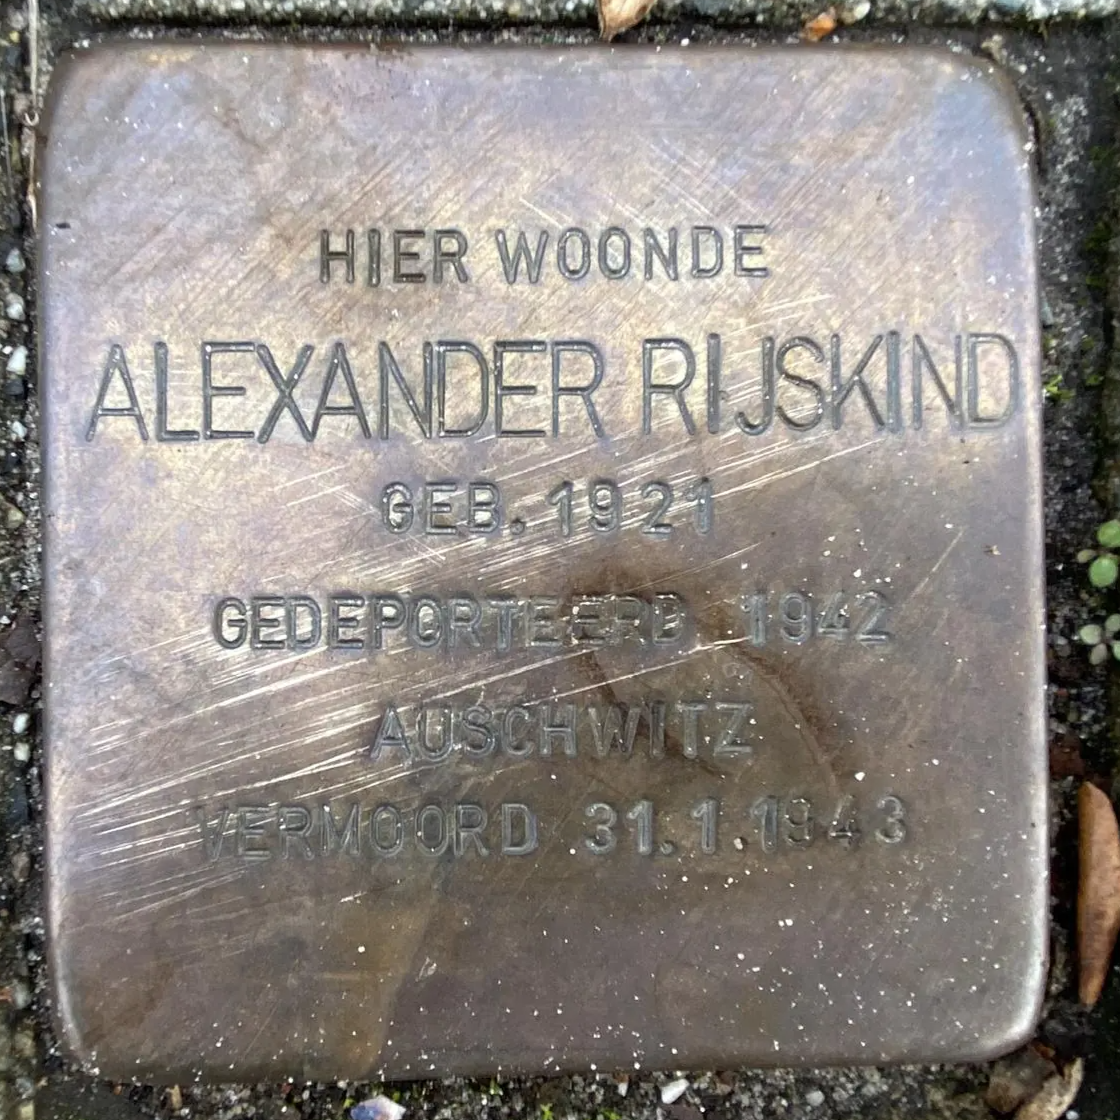 HIER WOONDE
ALEXANDER RIJSKIND
GEB. 1921
GEDEPORTEERD 1942
AUSCHWITZ
VERMOORD 31.1.1943